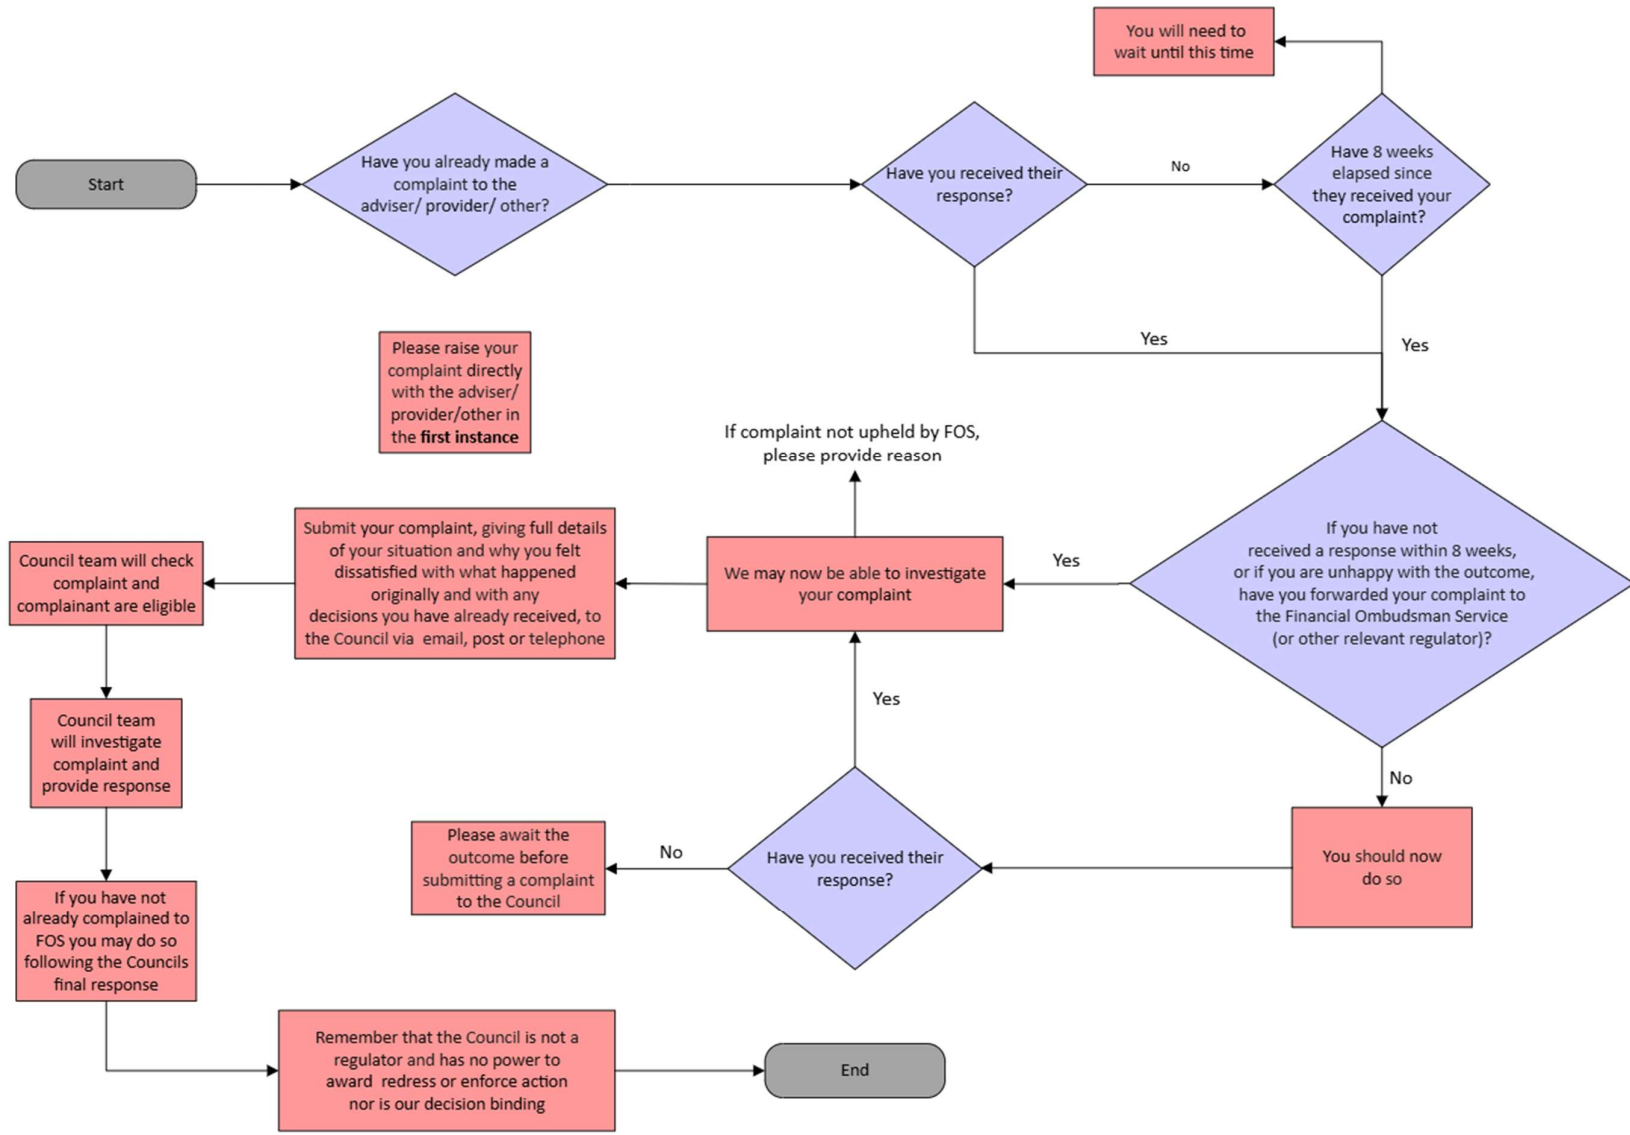 You will need to
wait until this time
Start
Have you already made a
complaint to the
adviser/ provider/ other?
Have you received their
response?
No
Have 8 weeks
elapsed since
they received your
complaint?
Yes
Yes
Please raise your
complaint directly
with the adviser/
provider/other in
the first instance
If complaint not upheld by FOS,
please provide reason
If you have not
received a response within 8 weeks,
or if you are unhappy with the outcome,
have you forwarded your complaint to
the Financial Ombudsman Service
(or other relevant regulator)?
Yes
We may now be able to investigate
your complaint
Submit your complaint, giving full details
of your situation and why you felt
dissatisfied with what happened
originally and with any
decisions you have already received, to
the Council via email, post or telephone
Council team will check
complaint and
complainant are eligible
Council team
will investigate
complaint and
provide response
Yes
No
You should now
do so
Have you received their
response?
No
Please await the
outcome before
submitting a complaint
to the Council
If you have not
already complained to
FOS you may do so
following the Councils
final response
Remember that the Council is not a
regulator and has no power to
award redress or enforce action
nor is our decision binding
End